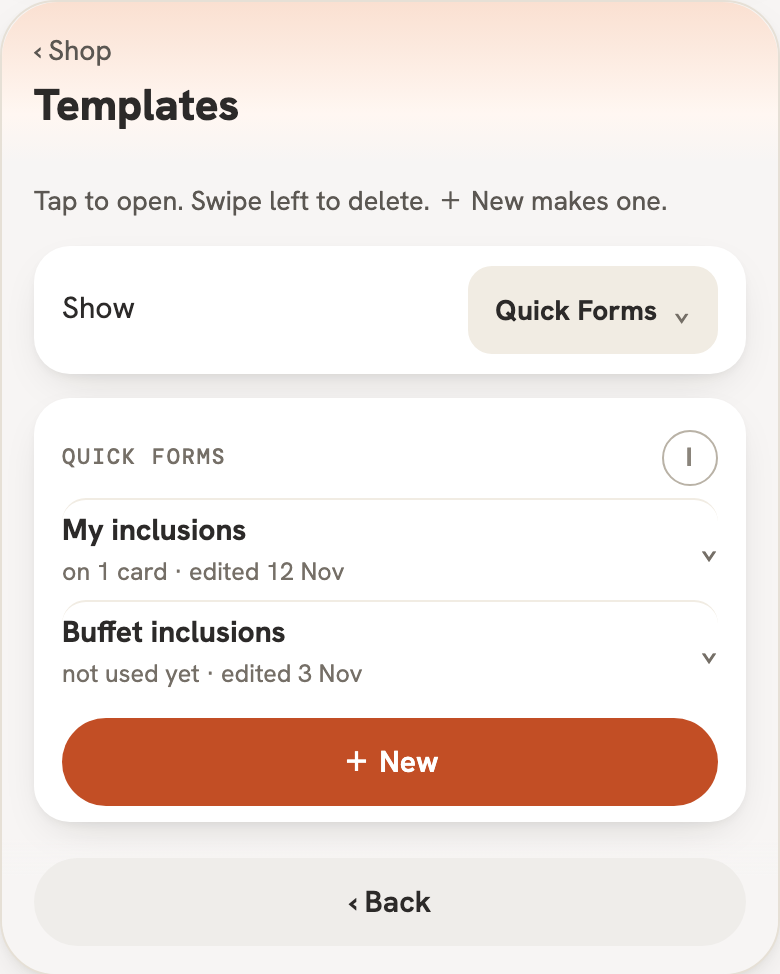 ‹ Shop
Templates
Tap to open. Swipe left to delete. + New makes one.
Show
Quick Forms
QUICK FORMS
I
My inclusions
on 1 card · edited 12 Nov
Buffet inclusions
not used yet · edited 3 Nov
+ New
‹ Back